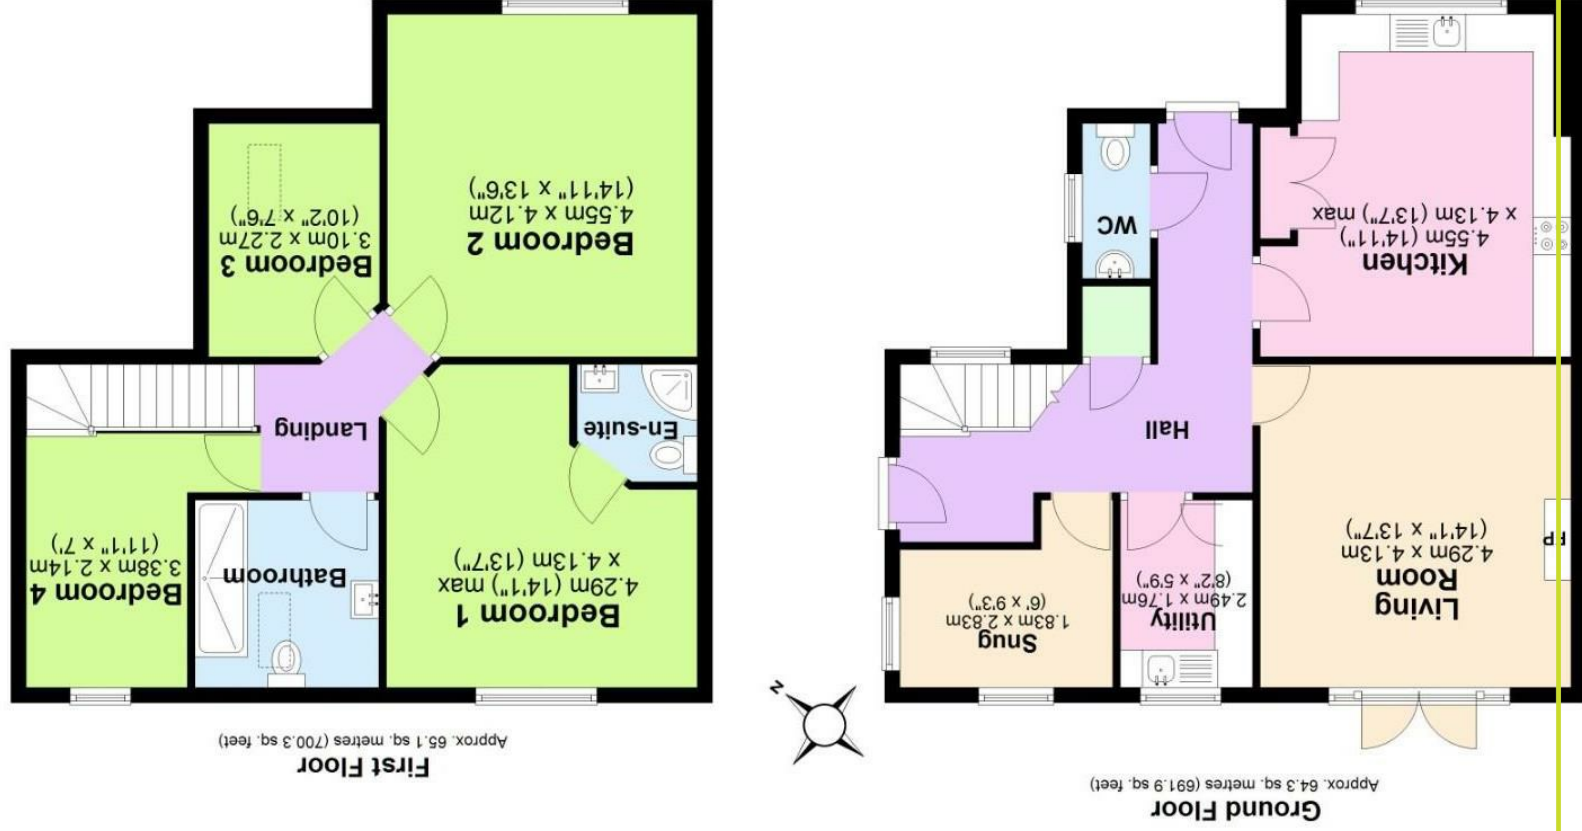 Ground Floor
Approx. 64.3 sq. metres (691.9 sq. feet)
Living
Room
4.29m x 4.13m
(14'1" x 13'7")
FP
Utility
2.49m x 1.76m
(8'2" x 5'9")
Snug
1.83m x 2.83m
(6' x 9'3")
Hall
Kitchen
4.55m (14'11")
x 4.13m (13'7") max
WC
First Floor
Approx. 65.1 sq. metres (700.3 sq. feet)
Bedroom 1
4.29m (14'1") max
x 4.13m (13'7")
Bathroom
Bedroom 4
3.38m x 2.14m
(11'1" x 7')
En-suite
Landing
Bedroom 2
4.55m x 4.12m
(14'11" x 13'6")
Bedroom 3
3.10m x 2.27m
(10'2" x 7'6")
N